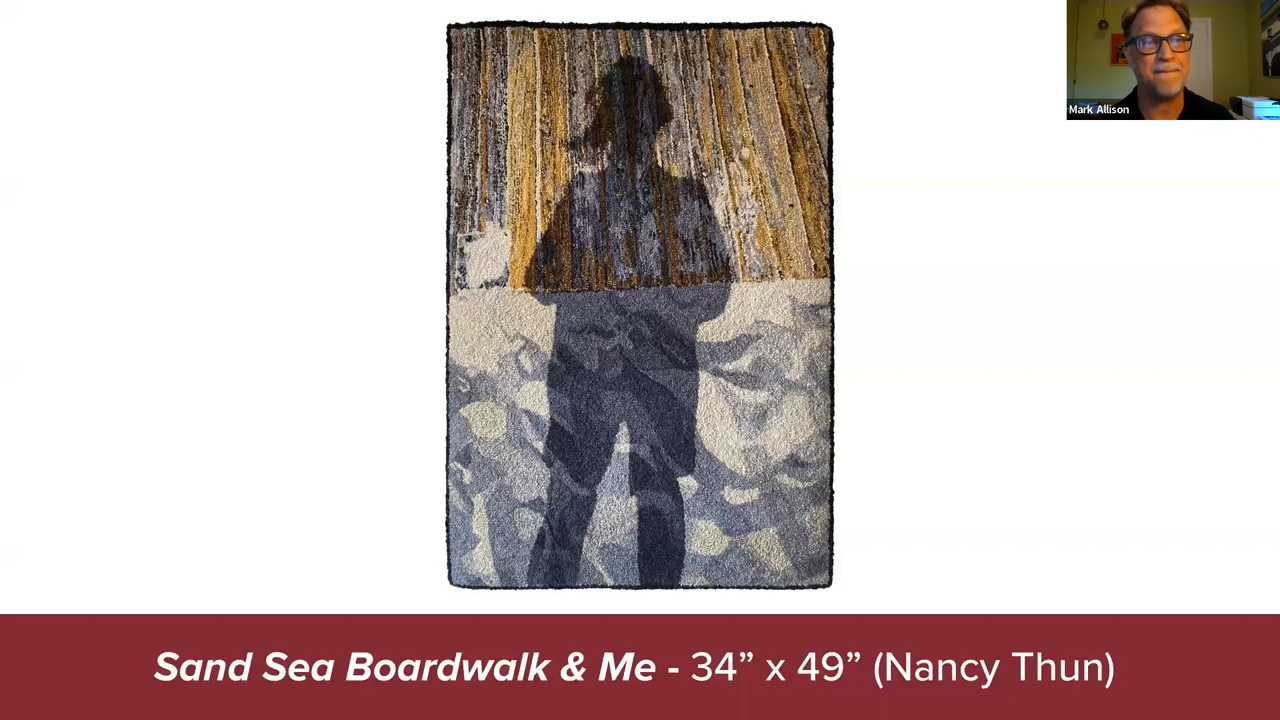 Mark Allison
Sand Sea Boardwalk & Me - 34” x 49” (Nancy Thun)